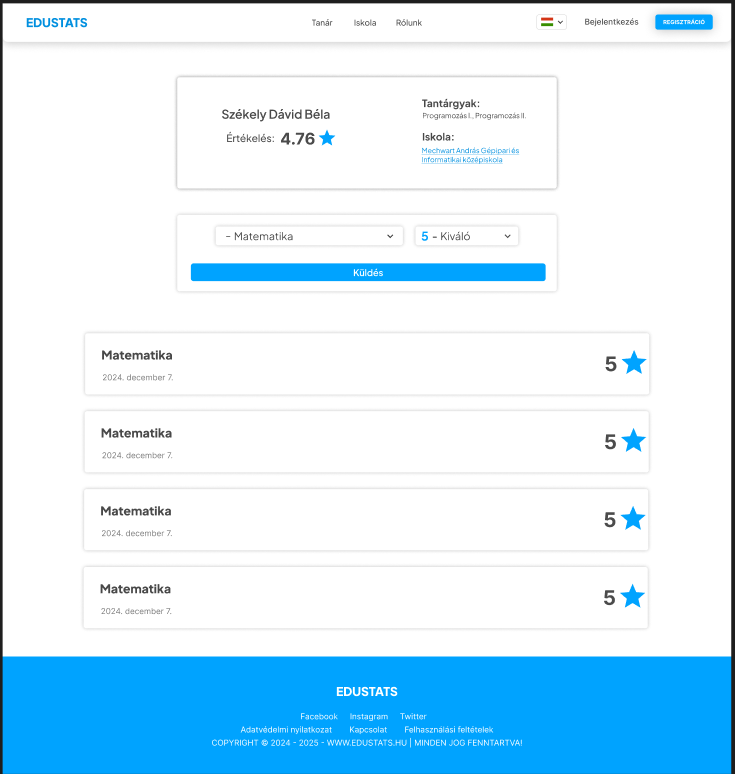 EDUSTATS
Tanár Iskola Rólunk
Bejelentkezés REGISZTRÁCIÓ
Székely Dávid Béla
Értékelés: 4.76
Tantárgyak:
Programozás I., Programozás II.
Iskola:
Mechwart András Gépipari és
Informatikai középiskola
- Matematika
5 - Kiváló
Küldés
Matematika
2024. december 7.
5
Matematika
2024. december 7.
5
Matematika
2024. december 7.
5
Matematika
2024. december 7.
5
EDUSTATS
Facebook Instagram Twitter
Adatvédelmi nyilatkozat Kapcsolat Felhasználási feltételek
COPYRIGHT © 2024 - 2025 - WWW.EDUSTATS.HU | MINDEN JOG FENNTARTVA!